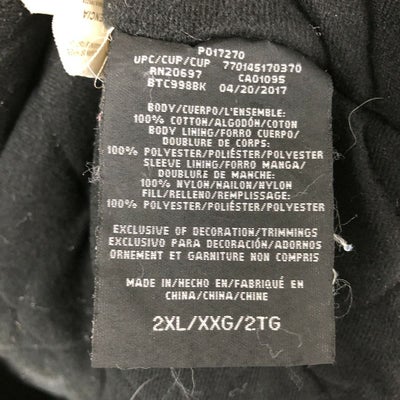 P017270
UPC/CUP/CUP 770145170370
RN20697 CA01095
BTC998BK 04/20/2017
BODY/CUERPO/L'ENSEMBLE:
100% COTTON/ALGODÓN/COTON
BODY LINING/FORRO CUERPO/
DOUBLURE DE CORPS:
100% POLYESTER/POLIÉSTER/POLYESTER
SLEEVE LINING/FORRO MANGA/
DOUBLURE DE MANCHE:
100% NYLON/NAILON/NYLON
FILL/RELLENO/REMPLISSAGE:
100% POLYESTER/POLIÉSTER/POLYESTER
EXCLUSIVE OF DECORATION/TRIMMINGS
EXCLUSIVO PARA DECORACIÓN/ADORNOS
ORNEMENT ET GARNITURE NON COMPRIS
MADE IN/HECHO EN/FABRIQUÉ EN
CHINA/CHINA/CHINE
2XL/XXG/2TG